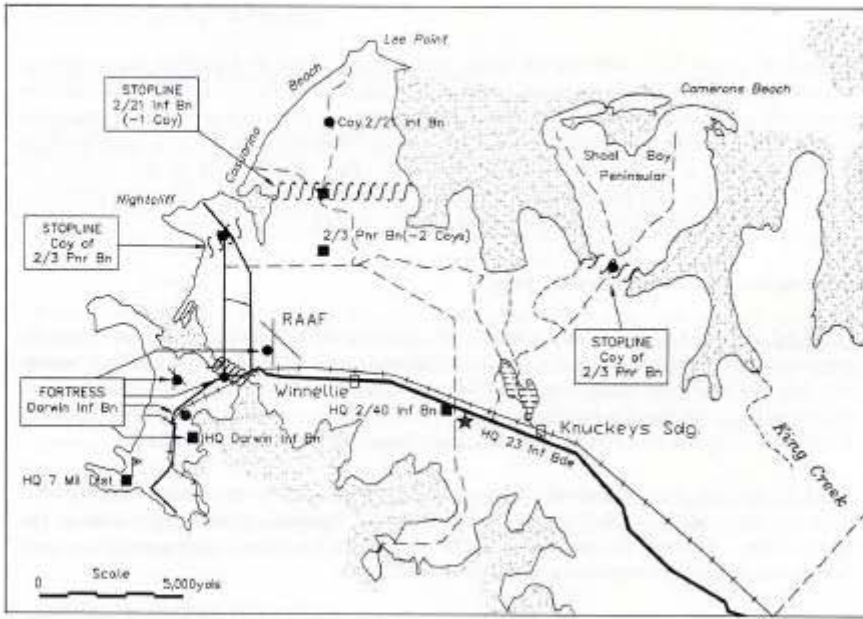 Lee Point
Beach
Casuarina
Camerons Beach
STOPLINE
2/21 Inf Bn
(-1 Coy)
Coy 2/21 Inf Bn
Shoal Bay
Peninsular
Nightcliff
STOPLINE
Coy of
2/3 Pnr Bn
2/3 Pnr Bn(-2 Coys)
RAAF
STOPLINE
Coy of
2/3 Pnr Bn
FORTRESS
Darwin Inf Bn
Winnellie
HQ 2/40 Inf Bn
Knuckeys Sdg.
HQ 23 Inf Bde
HQ Darwin Inf Bn
HQ 7 Mil Dist
King Creek
Scale
0 5,000yds